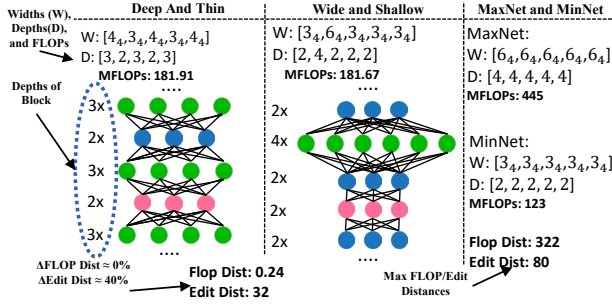 Deep And Thin
Wide and Shallow
MaxNet and MinNet
Widths (W),
Depths(D),
and FLOPs
W: [4₄,3₄,4₄,3₄,4₄]
D: [3, 2, 3, 2, 3]
MFLOPs: 181.91
....
Depths of
Block
3x
2x
3x
2x
3x
....
ΔFLOP Dist ≈ 0%
ΔEdit Dist ≈ 40%
Flop Dist: 0.24
Edit Dist: 32
W: [3₄,6₄,3₄,3₄,3₄]
D: [2, 4, 2, 2, 2]
MFLOPs: 181.67
....
2x
4x
2x
2x
2x
....
MaxNet:
W: [6₄,6₄,6₄,6₄,6₄]
D: [4, 4, 4, 4, 4]
MFLOPs: 445
MinNet:
W: [3₄,3₄,3₄,3₄,3₄]
D: [2, 2, 2, 2, 2]
MFLOPs: 123
Flop Dist: 322
Edit Dist: 80
Max FLOP/Edit
Distances